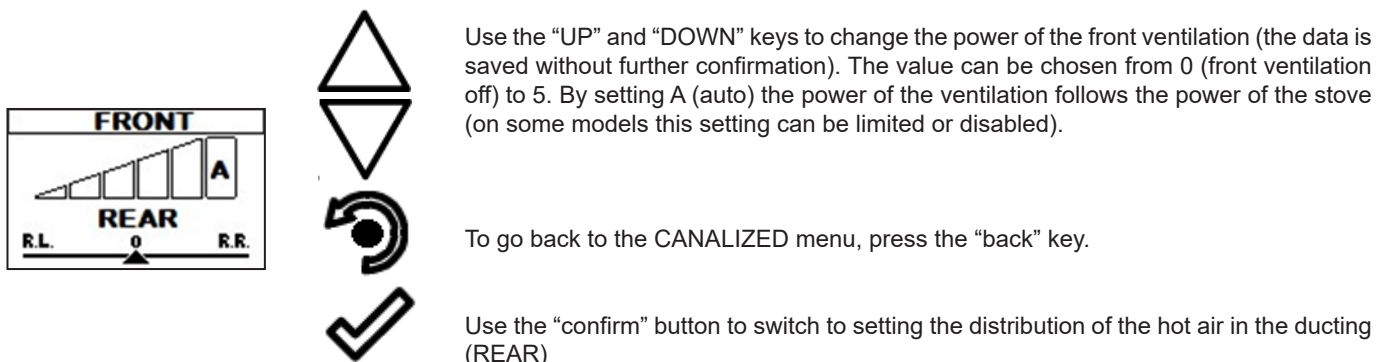 FRONT
A
REAR
R.L. 0 R.R.
Use the “UP” and “DOWN” keys to change the power of the front ventilation (the data is
saved without further confirmation). The value can be chosen from 0 (front ventilation
off) to 5. By setting A (auto) the power of the ventilation follows the power of the stove
(on some models this setting can be limited or disabled).
To go back to the CANALIZED menu, press the “back” key.
Use the “confirm” button to switch to setting the distribution of the hot air in the ducting
(REAR)